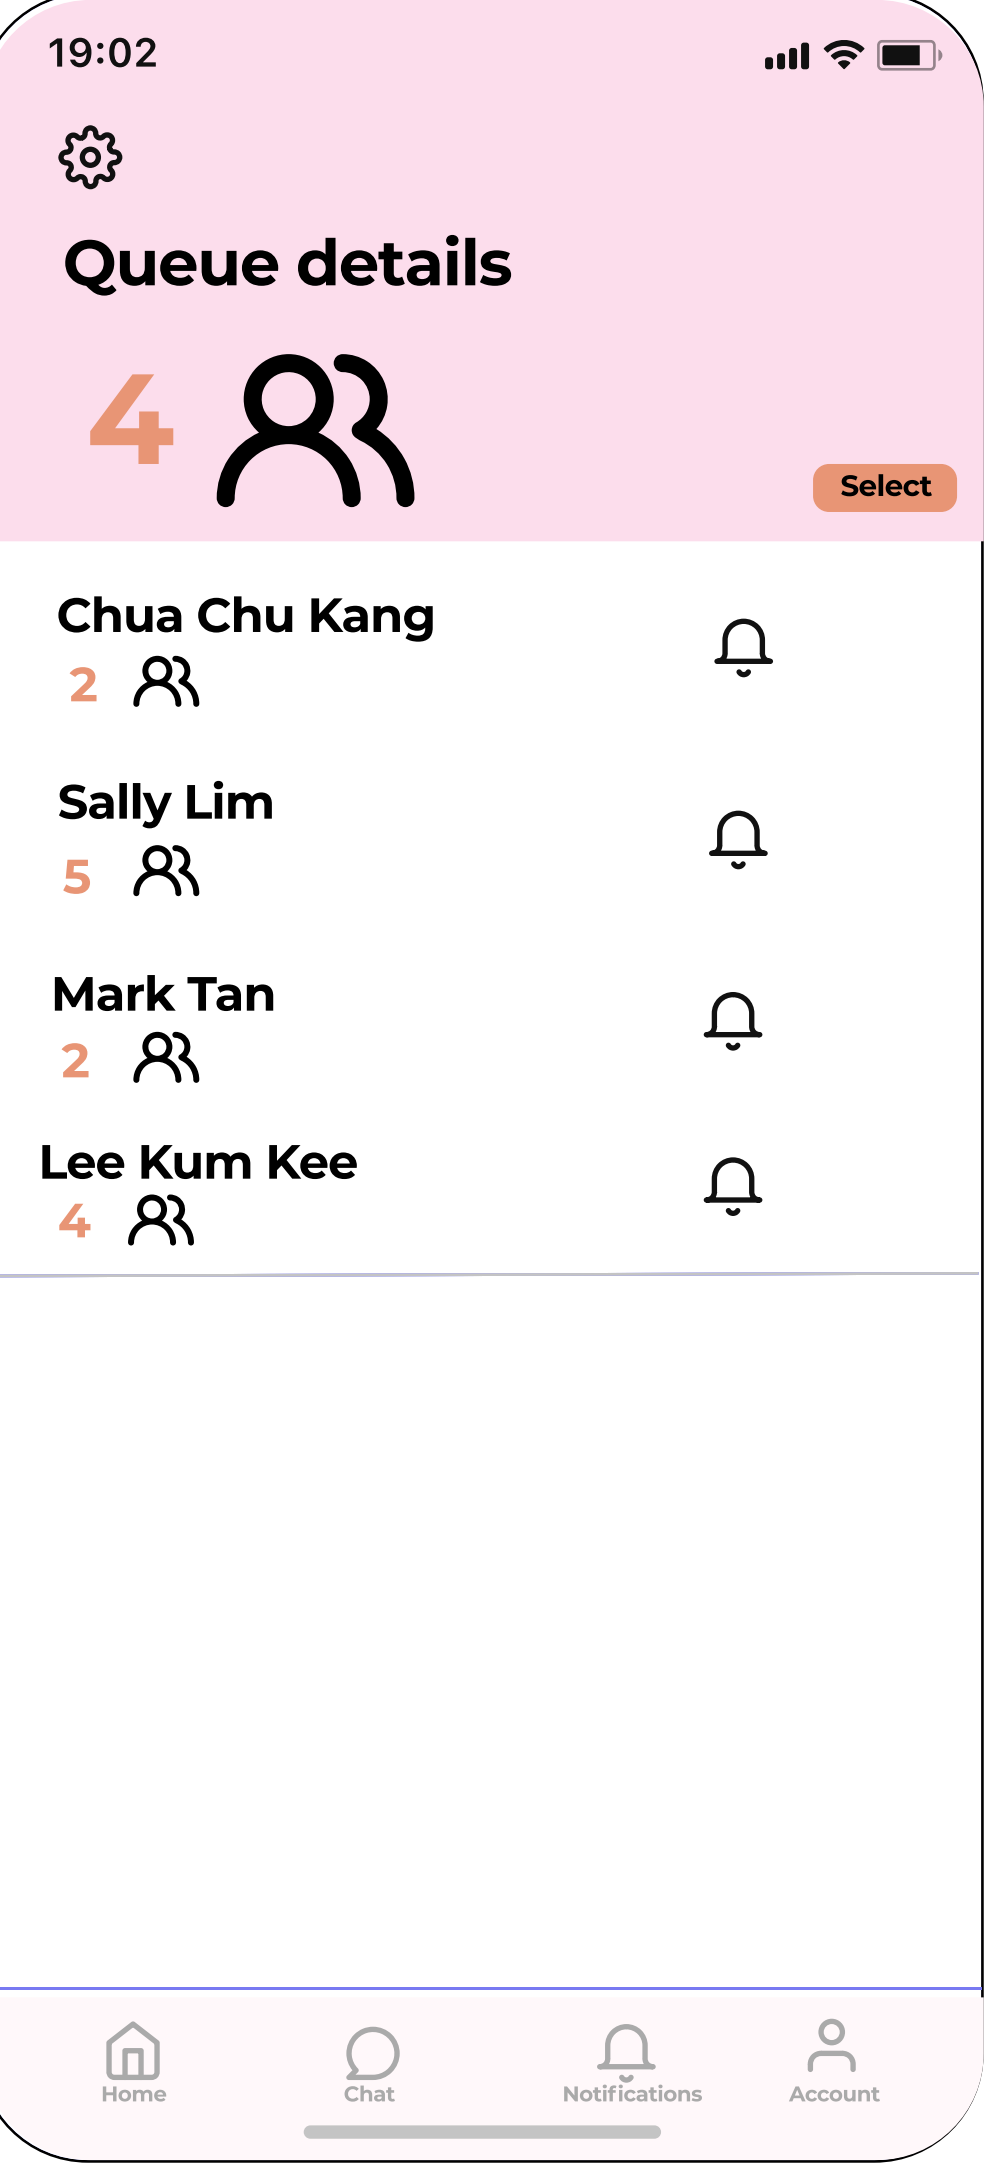 19:02
Queue details
4
Select
Chua Chu Kang
2
Sally Lim
5
Mark Tan
2
Lee Kum Kee
4
Home Chat Notifications Account